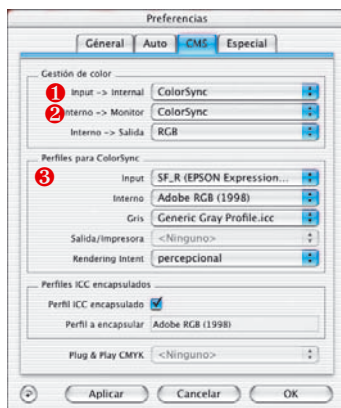 Preferencias
Géneral Auto CMS Especial
Gestión de color
1 Input -> Internal ColorSync
2 Interno -> Monitor ColorSync
Interno -> Salida RGB
Perfiles para ColorSync
3 Input SF_R (EPSON Expression...
Interno Adobe RGB (1998)
Gris Generic Gray Profile.icc
Salida/Impresora <Ninguno>
Rendering Intent percepcional
Perfiles ICC encapsulados
Perfil ICC encapsulado
Perfil a encapsular Adobe RGB (1998)
Plug & Play CMYK <Ninguno>
Aplicar Cancelar OK